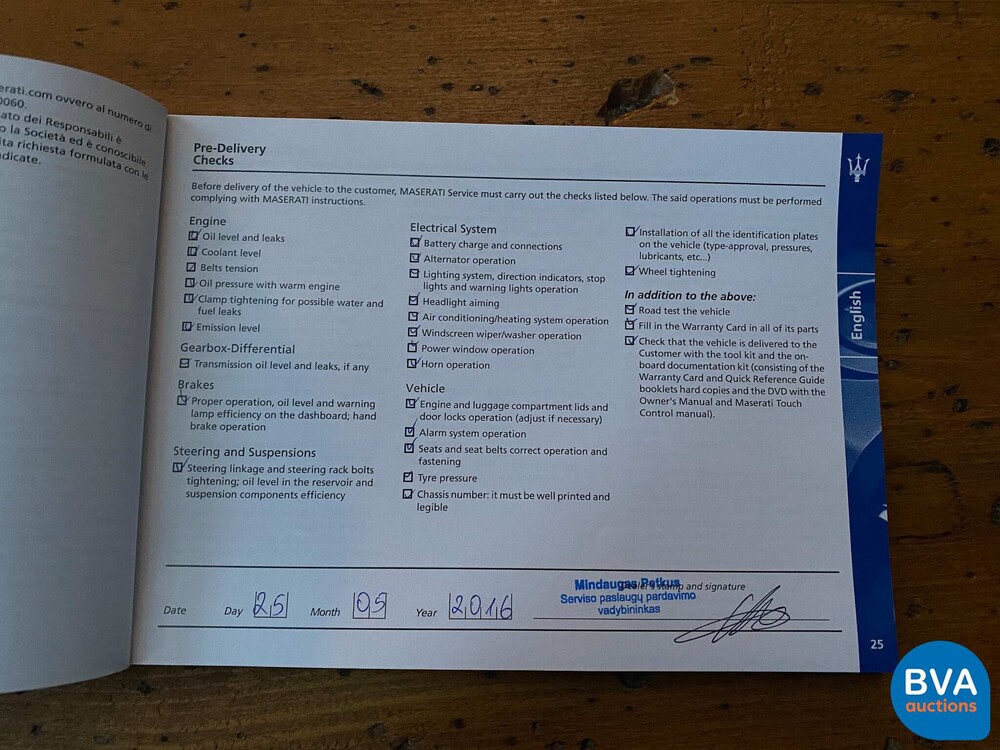 erati.com ovvero al numero di
0060.
ato dei Responsabili è
o la Società ed è conoscibile
lta richiesta formulata con le
ndicate.
Pre-Delivery
Checks
Before delivery of the vehicle to the customer, MASERATI Service must carry out the checks listed below. The said operations must be performed
complying with MASERATI instructions.
Engine
Oil level and leaks
Coolant level
Belts tension
Oil pressure with warm engine
Clamp tightening for possible water and
fuel leaks
Emission level
Gearbox-Differential
Transmission oil level and leaks, if any
Brakes
Proper operation, oil level and warning
lamp efficiency on the dashboard; hand
brake operation
Steering and Suspensions
Steering linkage and steering rack bolts
tightening; oil level in the reservoir and
suspension components efficiency
Electrical System
Battery charge and connections
Alternator operation
Lighting system, direction indicators, stop
lights and warning lights operation
Headlight aiming
Air conditioning/heating system operation
Windscreen wiper/washer operation
Power window operation
Horn operation
Vehicle
Engine and luggage compartment lids and
door locks operation (adjust if necessary)
Alarm system operation
Seats and seat belts correct operation and
fastening
Tyre pressure
Chassis number: it must be well printed and
legible
Installation of all the identification plates
on the vehicle (type-approval, pressures,
lubricants, etc...)
Wheel tightening
In addition to the above:
Road test the vehicle
Fill in the Warranty Card in all of its parts
Check that the vehicle is delivered to the
Customer with the tool kit and the on-
board documentation kit (consisting of the
Warranty Card and Quick Reference Guide
booklets hard copies and the DVD with the
Owner's Manual and Maserati Touch
Control manual).
English
Date Day 25 Month 05 Year 2016
Dealer's stamp and signature
Mindaugas Petkus
Serviso paslaugų pardavimo
vadybininkas
25
BVA
auctions